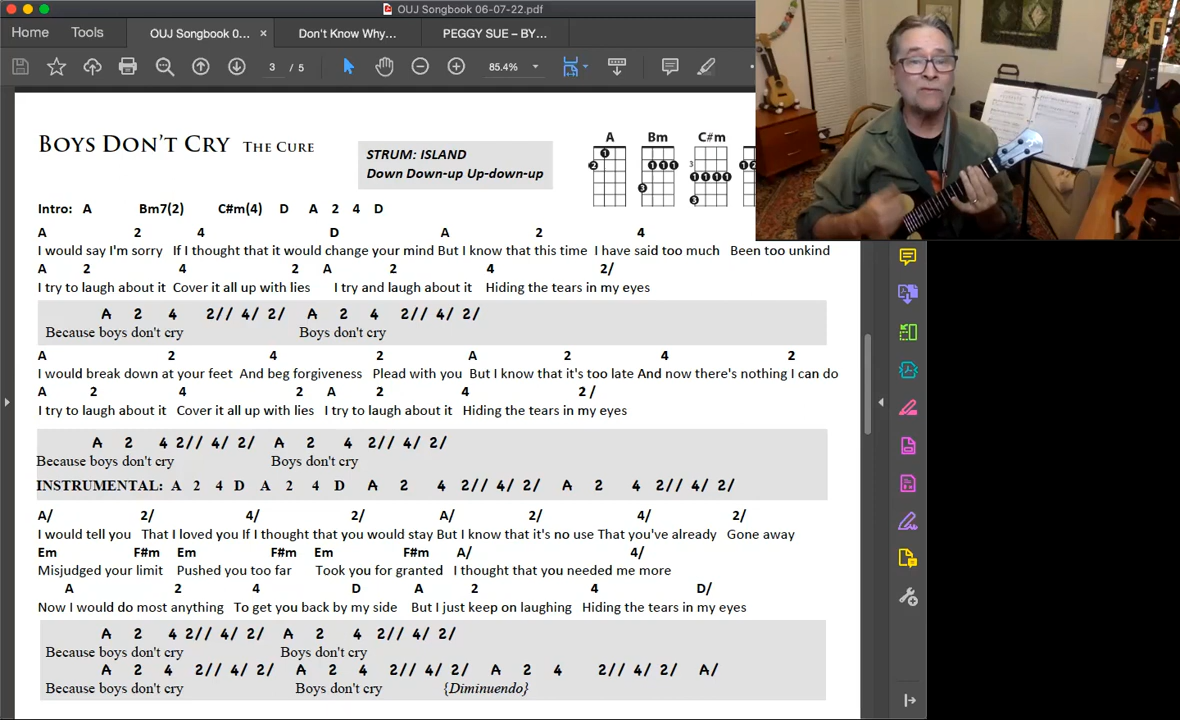 OUJ Songbook 06-07-22.pdf
Home Tools OUJ Songbook 0... × Don't Know Why... PEGGY SUE – BY...
3 / 5 85.4%
BOYS DON'T CRY THE CURE
STRUM: ISLAND
Down Down-up Up-down-up
A Bm C#m
Intro: A Bm7(2) C#m(4) D A 2 4 D
A 2 4 D A 2 4
I would say I'm sorry If I thought that it would change your mind But I know that this time I have said too much Been too unkind
A 2 4 2 A 2 4 2/
I try to laugh about it Cover it all up with lies I try and laugh about it Hiding the tears in my eyes
A 2 4 2// 4/ 2/ A 2 4 2// 4/ 2/
Because boys don't cry Boys don't cry
A 2 4 2 A 2 4 2
I would break down at your feet And beg forgiveness Plead with you But I know that it's too late And now there's nothing I can do
A 2 4 2 A 2 4 2 /
I try to laugh about it Cover it all up with lies I try to laugh about it Hiding the tears in my eyes
A 2 4 2// 4/ 2/ A 2 4 2// 4/ 2/
Because boys don't cry Boys don't cry
INSTRUMENTAL: A 2 4 D A 2 4 D A 2 4 2// 4/ 2/ A 2 4 2// 4/ 2/
A/ 2/ 4/ 2/ A/ 2/ 4/ 2/
I would tell you That I loved you If I thought that you would stay But I know that it's no use That you've already Gone away
Em F#m Em F#m Em F#m A/ 4/
Misjudged your limit Pushed you too far Took you for granted I thought that you needed me more
A 2 4 D A 2 4 D/
Now I would do most anything To get you back by my side But I just keep on laughing Hiding the tears in my eyes
A 2 4 2// 4/ 2/ A 2 4 2// 4/ 2/
Because boys don't cry Boys don't cry
A 2 4 2// 4/ 2/ A 2 4 2// 4/ 2/ A 2 4 2// 4/ 2/ A/
Because boys don't cry Boys don't cry {Diminuendo}